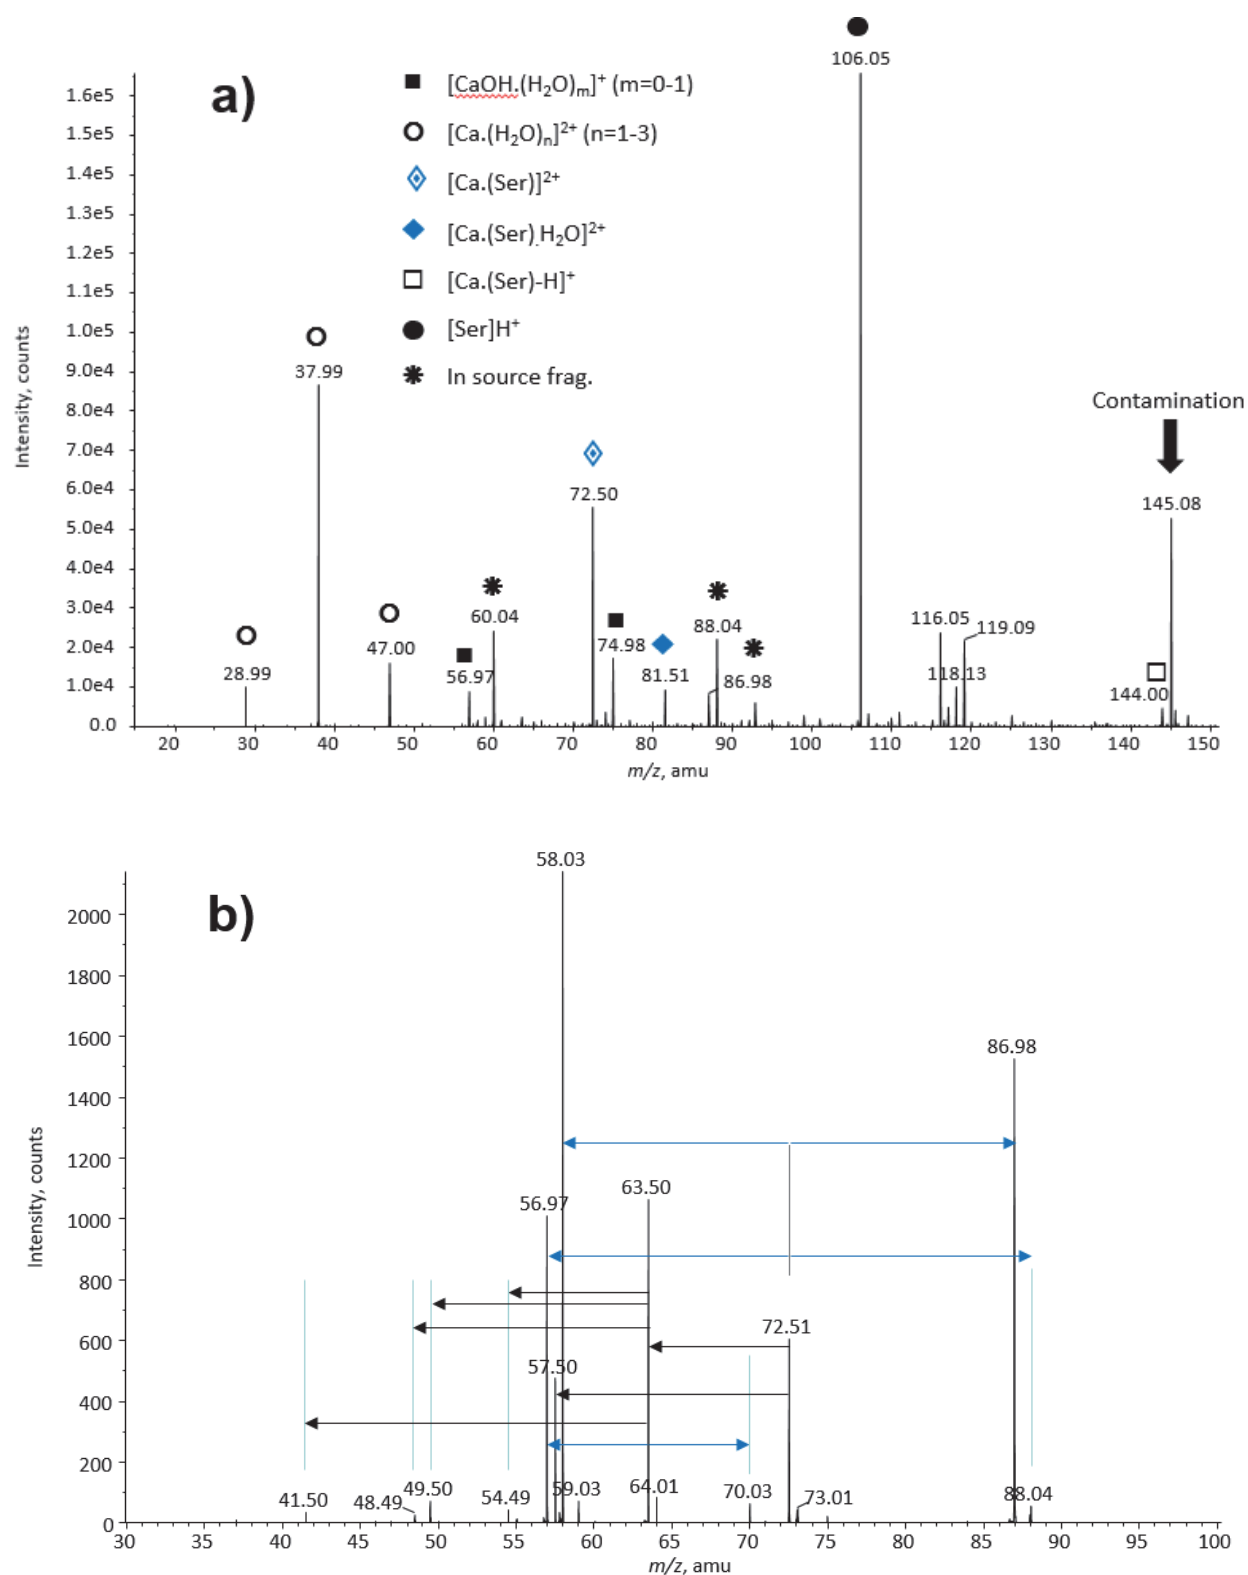 a)
106.05
[CaOH.(H₂O)ₘ]⁺ (m=0-1)
[Ca.(H₂O)ₙ]²⁺ (n=1-3)
[Ca.(Ser)]²⁺
[Ca.(Ser).H₂O]²⁺
[Ca.(Ser)-H]⁺
[Ser]H⁺
In source frag.
Contamination
1.6e5
1.5e5
1.4e5
1.3e5
1.2e5
1.1e5
1.0e5
9.0e4
8.0e4
7.0e4
6.0e4
5.0e4
4.0e4
3.0e4
2.0e4
1.0e4
0.0
Intensity, counts
28.99
37.99
47.00
56.97
60.04
72.50
74.98
81.51
88.04
86.98
116.05
118.13
119.09
144.00
145.08
20 30 40 50 60 70 80 90 100 110 120 130 140 150
m/z, amu
b)
58.03
86.98
63.50
56.97
72.51
57.50
41.50
48.49
49.50
54.49
59.03
64.01
70.03
73.01
88.04
2000
1800
1600
1400
1200
1000
800
600
400
200
0
Intensity, counts
30 35 40 45 50 55 60 65 70 75 80 85 90 95 100
m/z, amu